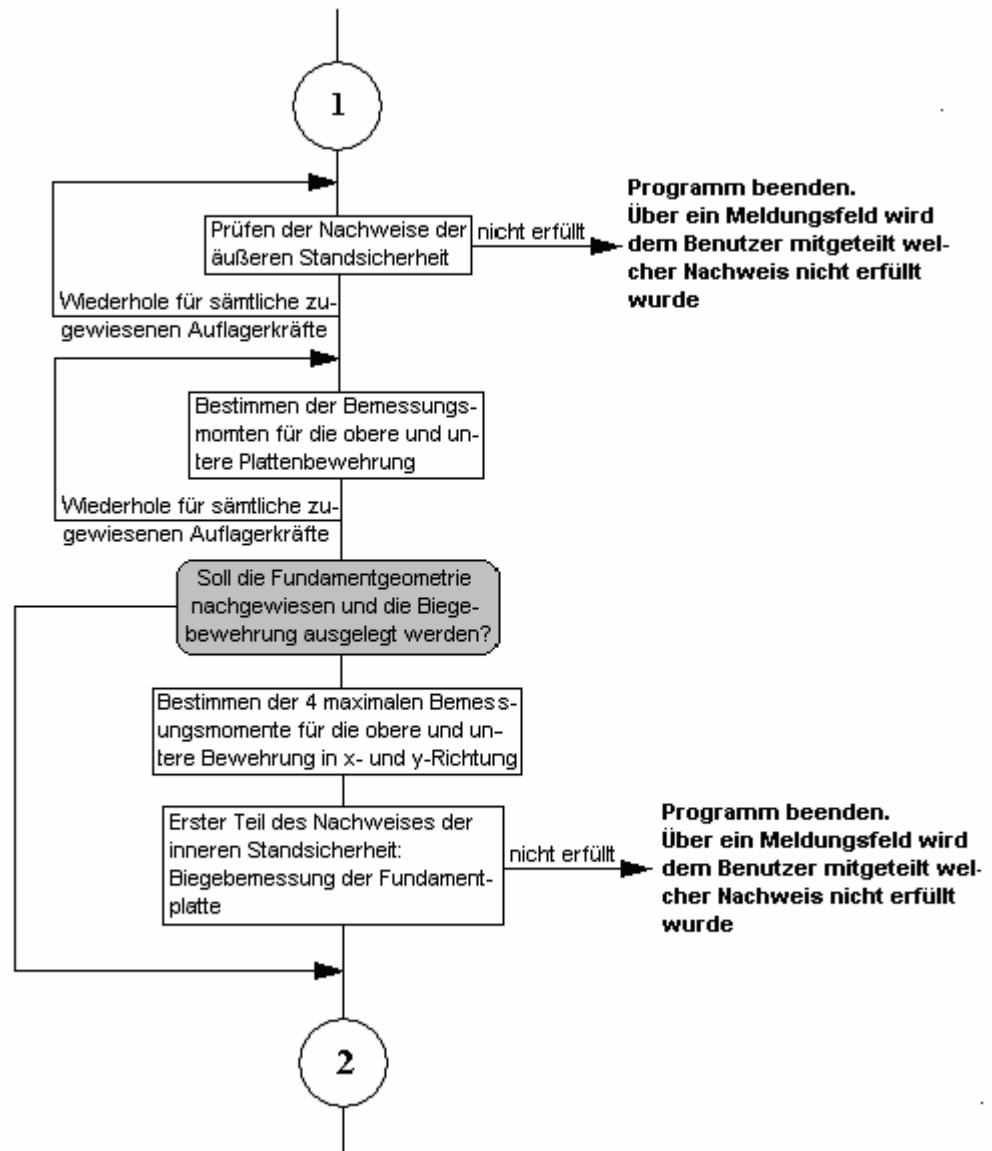 1
Prüfen der Nachweise der
äußeren Standsicherheit
nicht erfüllt
Programm beenden.
Über ein Meldungsfeld wird
dem Benutzer mitgeteilt wel-
cher Nachweis nicht erfüllt
wurde
Wiederhole für sämtliche zu-
gewiesenen Auflagerkräfte
Bestimmen der Bemessungs-
momten für die obere und un-
tere Plattenbewehrung
Wiederhole für sämtliche zu-
gewiesenen Auflagerkräfte
Soll die Fundamentgeometrie
nachgewiesen und die Biege-
bewehrung ausgelegt werden?
Bestimmen der 4 maximalen Bemess-
ungsmomente für die obere und un-
tere Bewehrung in x- und y-Richtung
Erster Teil des Nachweises der
inneren Standsicherheit:
Biegebemessung der Fundament-
platte
nicht erfüllt
Programm beenden.
Über ein Meldungsfeld wird
dem Benutzer mitgeteilt wel-
cher Nachweis nicht erfüllt
wurde
2